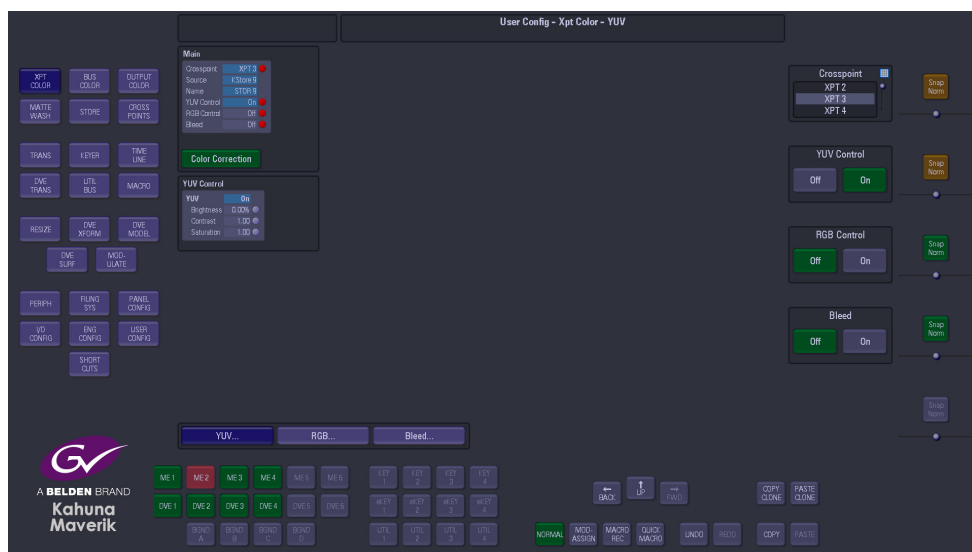 User Config - Xpt Color - YUV
Main
Crosspoint XPT 3
Source KStore 9
Name STOR 9
YUV Control On
RGB Control Off
Bleed Off
Color Correction
YUV Control
YUV On
Brightness 0.00%
Contrast 1.00
Saturation 1.00
XPT
COLOR
BUS
COLOR
OUTPUT
COLOR
MATTE
WASH
STORE
CROSS
POINTS
TRANS
KEYER
TIME
LINE
DVE
TRANS
UTIL
BUS
MACRO
RESIZE
DVE
XFORM
DVE
MODEL
DVE
SURF
MOD-
ULATE
PERIPH
FILING
SYS
PANEL
CONFIG
I/O
CONFIG
ENG
CONFIG
USER
CONFIG
SHORT
CUTS
Crosspoint
XPT 2
XPT 3
XPT 4
Snap
Norm
YUV Control
Off On
Snap
Norm
RGB Control
Off On
Snap
Norm
Bleed
Off On
Snap
Norm
Snap
Norm
YUV... RGB... Bleed...
GV
A BELDEN BRAND
Kahuna
Maverik
ME 1 ME 2 ME 3 ME 4 ME 5 ME 6
DVE 1 DVE 2 DVE 3 DVE 4 DVE 5 DVE 6
BGND
A
BGND
B
BGND
C
BGND
D
KEY
1
KEY
2
KEY
3
KEY
4
eKEY
1
eKEY
2
eKEY
3
eKEY
4
UTIL
1
UTIL
2
UTIL
3
UTIL
4
BACK
UP
FWD
COPY
CLONE
PASTE
CLONE
NORMAL
MOD-
ASSIGN
MACRO
REC
QUICK
MACRO
UNDO
REDO
COPY
PASTE